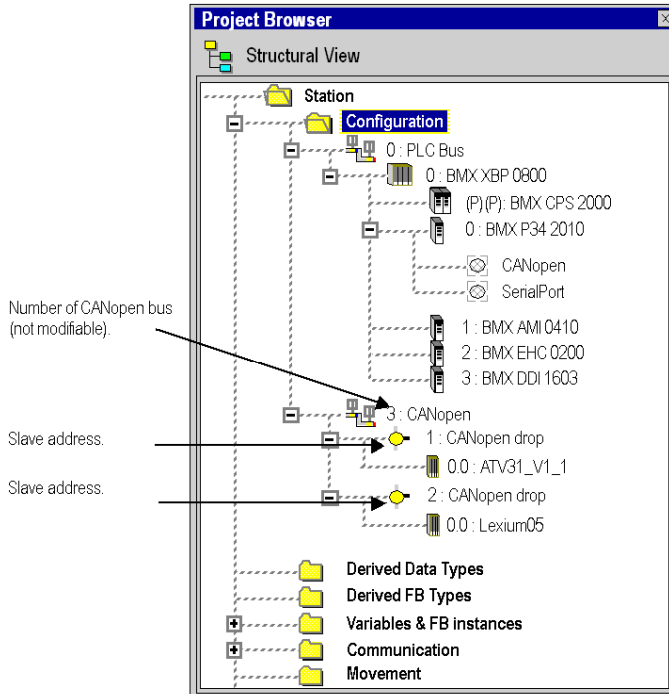 Project Browser
Structural View
Station
Configuration
0 : PLC Bus
0 : BMX XBP 0800
(P) (P): BMX CPS 2000
0 : BMX P34 2010
CANopen
SerialPort
Number of CANopen bus
(not modifiable).
1 : BMX AMI 0410
2 : BMX EHC 0200
3 : BMX DDI 1603
3 : CANopen
Slave address.
1 : CANopen drop
0.0 : ATV31_V1_1
Slave address.
2 : CANopen drop
0.0 : Lexium05
Derived Data Types
Derived FB Types
Variables & FB instances
Communication
Movement